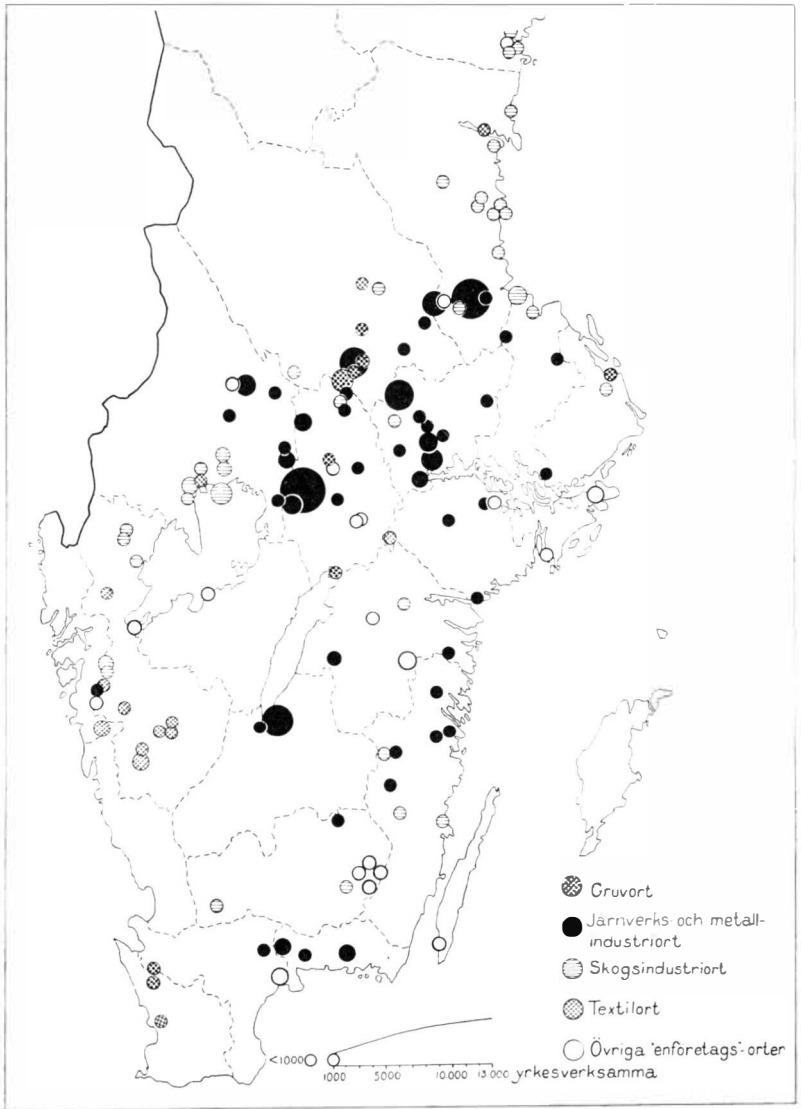 Gruvort
Järnverks- och metall-
industriort
Skogsindustriort
Textilort
Övriga "enföretags"-orter
<1000
1000 5000 10.000 13.000 yrkesverksamma